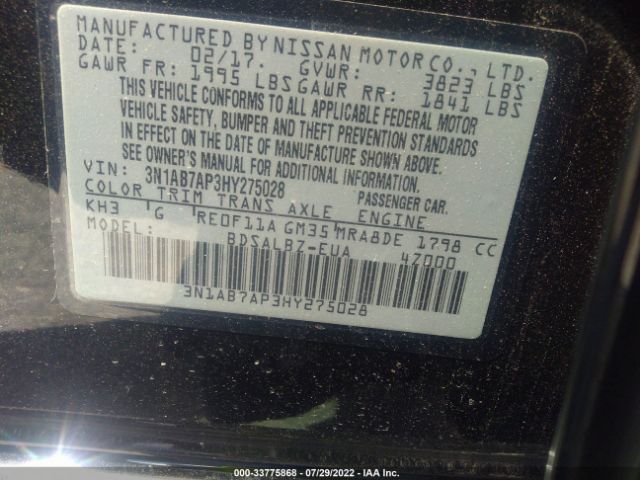 MANUFACTURED BY NISSAN MOTOR CO., LTD.
DATE: 02/17. GVWR: 3823 LBS
GAWR FR: 1995 LBS GAWR RR: 1841 LBS
THIS VEHICLE CONFORMS TO ALL APPLICABLE FEDERAL MOTOR
VEHICLE SAFETY, BUMPER AND THEFT PREVENTION STANDARDS
IN EFFECT ON THE DATE OF MANUFACTURE SHOWN ABOVE.
SEE OWNER'S MANUAL FOR ADDITIONAL INFORMATION.
VIN: 3N1AB7AP3HY275028 PASSENGER CAR.
COLOR TRIM TRANS AXLE ENGINE
KH3 G RE0F11A GM35 MRA8DE 1798 CC
MODEL: BDSALBZ-EUA 4Z000
3N1AB7AP3HY275028
000-33775868 - 07/29/2022 - IAA Inc.